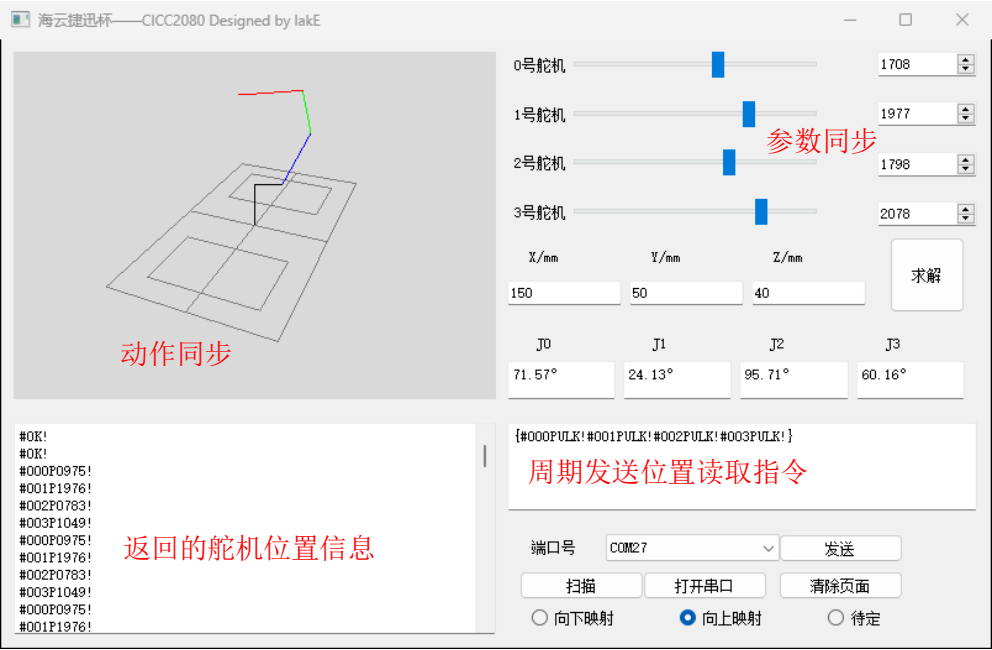 海云捷迅杯——CICC2080 Designed by lakE
0号舵机
1708
1号舵机
1977
参数同步
2号舵机
1798
3号舵机
2078
X/mm
Y/mm
Z/mm
求解
150
50
40
动作同步
J0
J1
J2
J3
71.57°
24.13°
95.71°
60.16°
#OK!
#OK!
#000P0975!
#001P1976!
#002P0783!
#003P1049!
#000P0975!
#001P1976!
#002P0783!
#003P1049!
#000P0975!
#001P1976!
返回的舵机位置信息
{#000PULK!#001PULK!#002PULK!#003PULK!}
周期发送位置读取指令
端口号
COM27
发送
扫描
打开串口
清除页面
向下映射
向上映射
待定